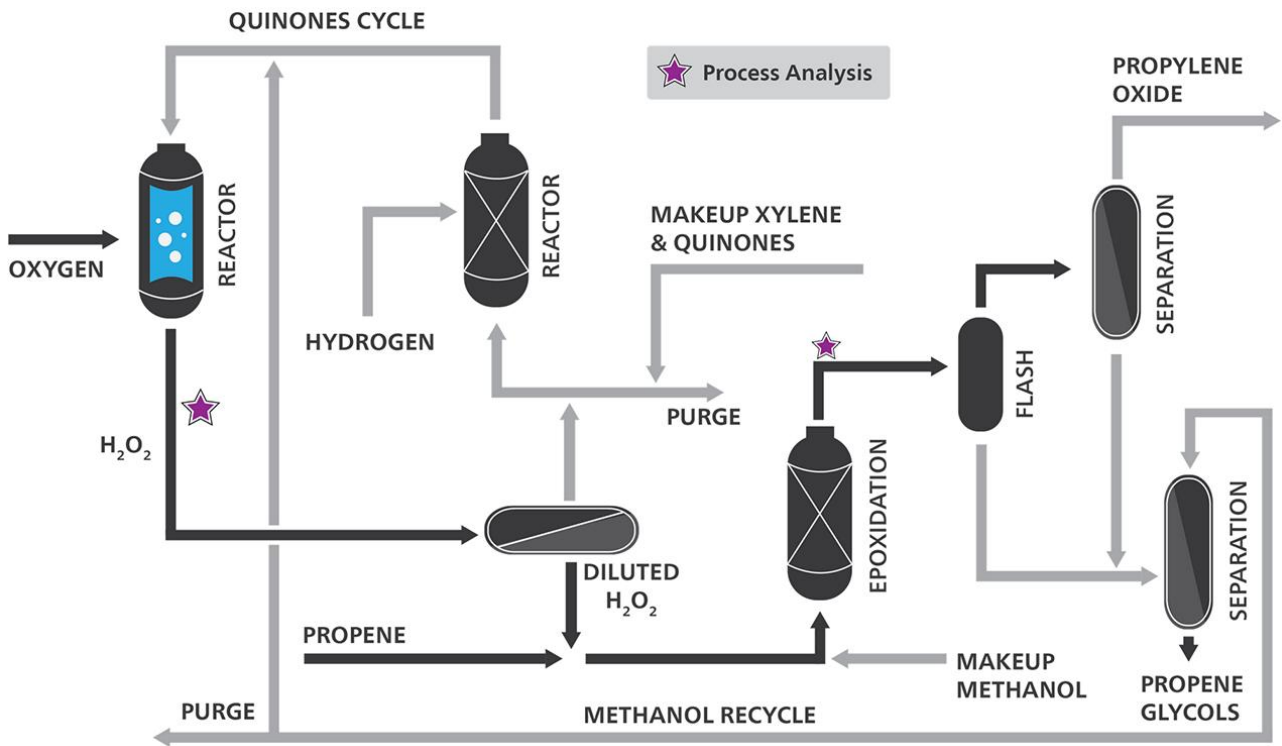 QUINONES CYCLE
Process Analysis
PROPYLENE
OXIDE
REACTOR
REACTOR
SEPARATION
OXYGEN
MAKEUP XYLENE
& QUINONES
HYDROGEN
FLASH
PURGE
H₂O₂
EPOXIDATION
SEPARATION
DILUTED
H₂O₂
PROPENE
MAKEUP
METHANOL
PROPENE
GLYCOLS
PURGE
METHANOL RECYCLE